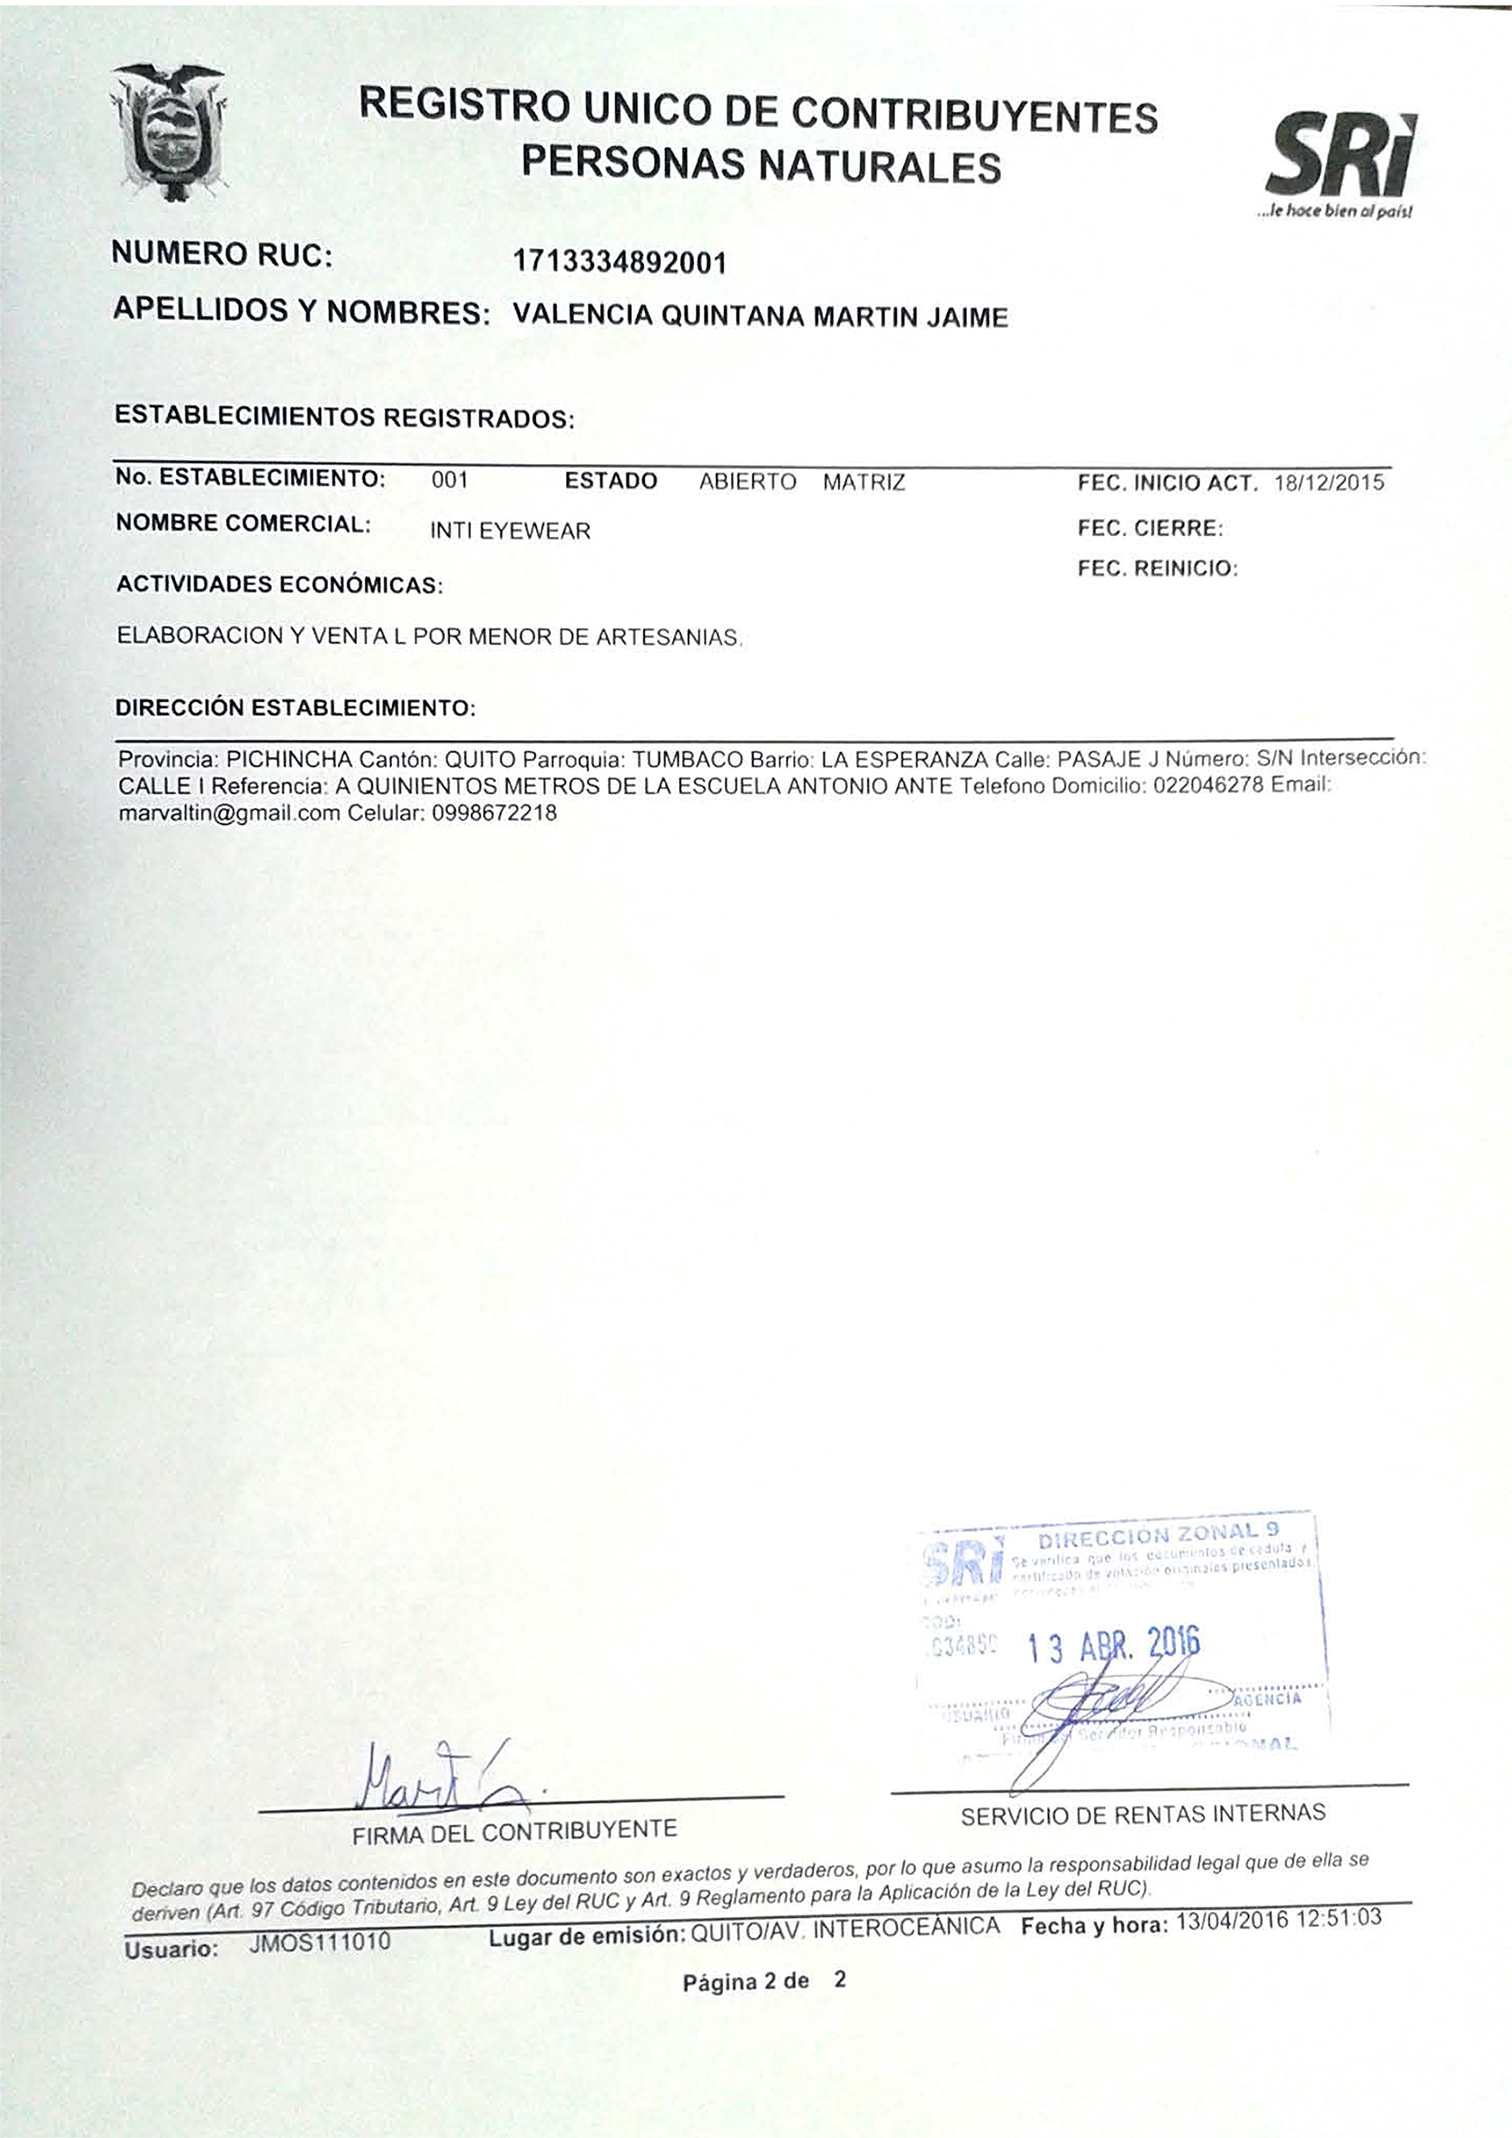 REGISTRO UNICO DE CONTRIBUYENTES
PERSONAS NATURALES
SRi
...le hace bien al país!
NUMERO RUC: 1713334892001
APELLIDOS Y NOMBRES: VALENCIA QUINTANA MARTIN JAIME
ESTABLECIMIENTOS REGISTRADOS:
No. ESTABLECIMIENTO: 001 ESTADO ABIERTO MATRIZ FEC. INICIO ACT. 18/12/2015
NOMBRE COMERCIAL: INTI EYEWEAR FEC. CIERRE:
FEC. REINICIO:
ACTIVIDADES ECONÓMICAS:
ELABORACION Y VENTA L POR MENOR DE ARTESANIAS.
DIRECCIÓN ESTABLECIMIENTO:
Provincia: PICHINCHA Cantón: QUITO Parroquia: TUMBACO Barrio: LA ESPERANZA Calle: PASAJE J Número: S/N Intersección:
CALLE I Referencia: A QUINIENTOS METROS DE LA ESCUELA ANTONIO ANTE Telefono Domicilio: 022046278 Email:
marvaltin@gmail.com Celular: 0998672218
DIRECCIÓN ZONAL 9
SRi Se verifica que los documentos de cédula y
certificado de votación originales presentados
13 ABR. 2016
USUARIO AGENCIA
Firma del Servidor Responsable
FIRMA DEL CONTRIBUYENTE
SERVICIO DE RENTAS INTERNAS
Declaro que los datos contenidos en este documento son exactos y verdaderos, por lo que asumo la responsabilidad legal que de ella se
deriven (Art. 97 Código Tributario, Art. 9 Ley del RUC y Art. 9 Reglamento para la Aplicación de la Ley del RUC).
Usuario: JMOS111010 Lugar de emisión: QUITO/AV. INTEROCEÁNICA Fecha y hora: 13/04/2016 12:51:03
Página 2 de 2